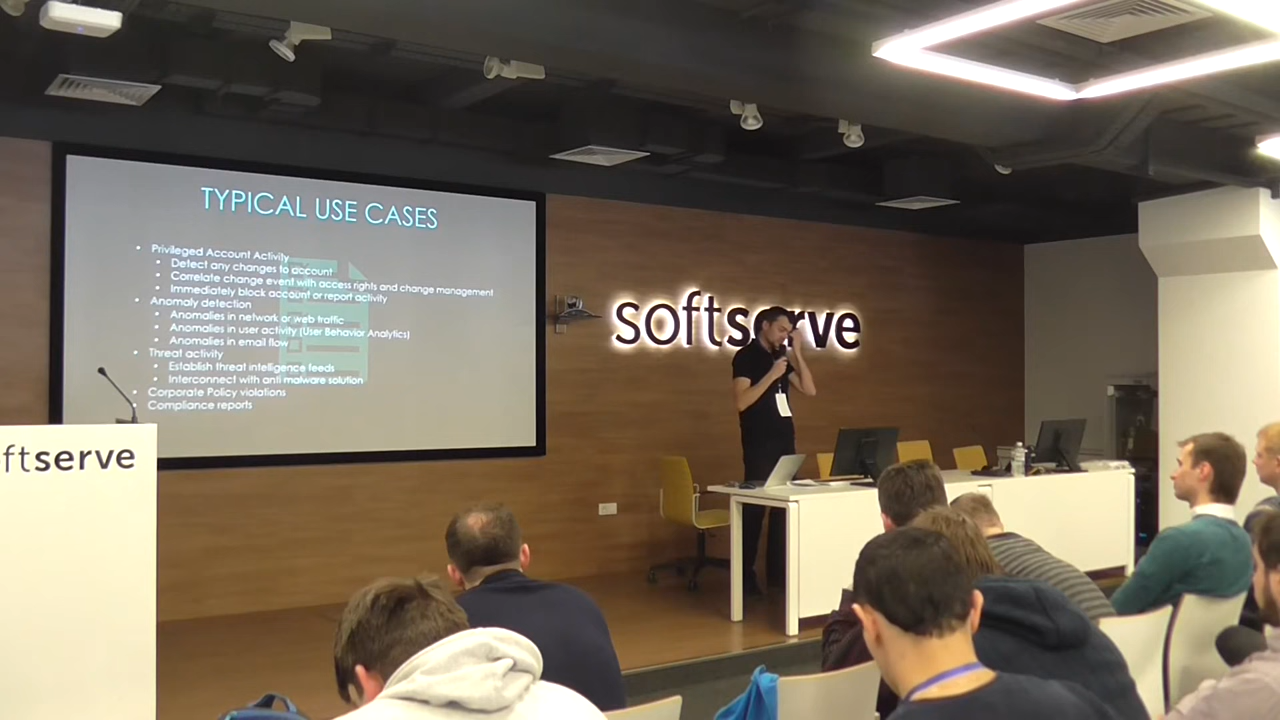 TYPICAL USE CASES
• Privileged Account Activity
• Detect any changes to account
• Correlate change event with access rights and change management
• Immediately block account or report activity
• Anomaly detection
• Anomalies in network or web traffic
• Anomalies in user activity (User Behavior Analytics)
• Anomalies in email flow
• Threat activity
• Establish threat intelligence feeds
• Interconnect with anti malware solution
• Corporate Policy violations
• Compliance reports
softserve
ftserve